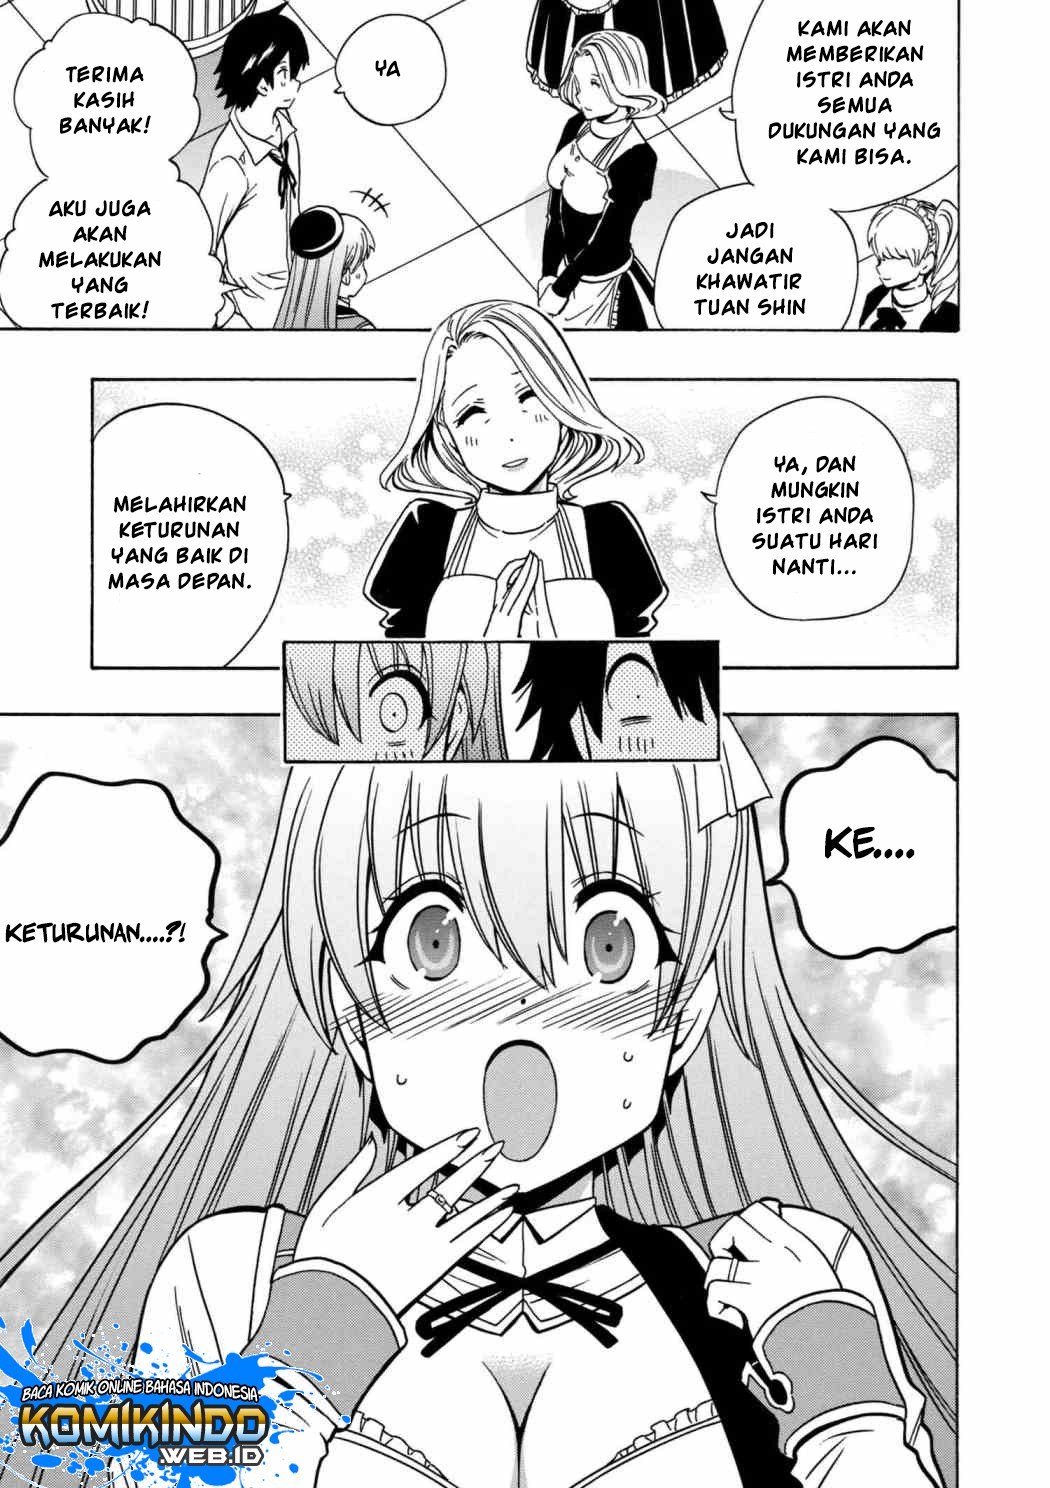 KAMI AKAN
MEMBERIKAN
ISTRI ANDA
SEMUA
DUKUNGAN YANG
KAMI BISA.
JADI
JANGAN
KHAWATIR
TUAN SHIN
YA
TERIMA
KASIH
BANYAK!
AKU JUGA
AKAN
MELAKUKAN
YANG
TERBAIK!
YA, DAN
MUNGKIN
ISTRI ANDA
SUATU HARI
NANTI...
MELAHIRKAN
KETURUNAN
YANG BAIK DI
MASA DEPAN.
KE....
KETURUNAN....?!
BACA KOMIK ONLINE BAHASA INDONESIA
KOMIKINDO
.WEB.ID